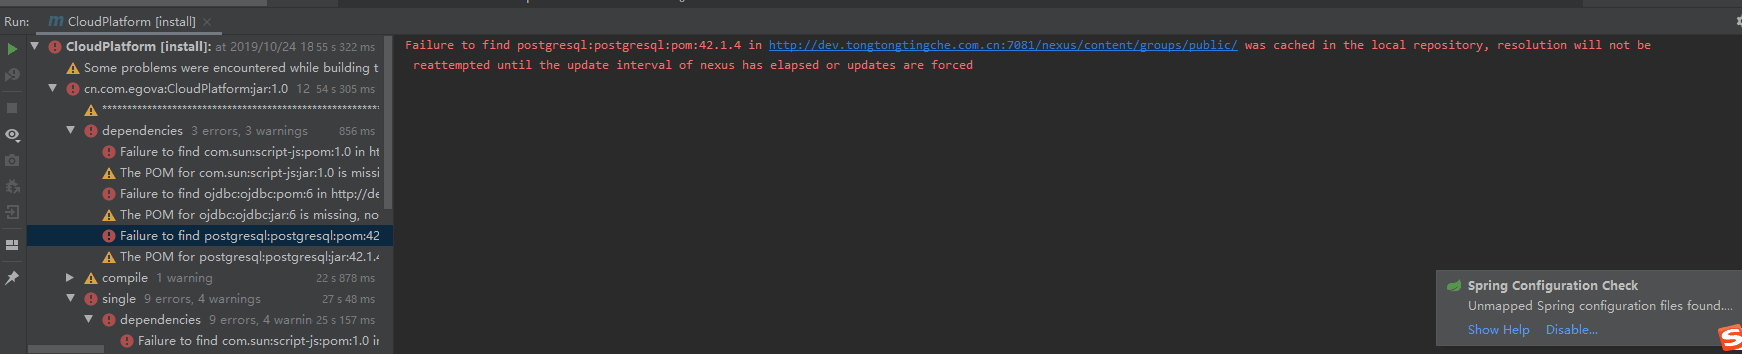 Run:
CloudPlatform [install]
CloudPlatform [install]: at 2019/10/24 18 55 s 322 ms
Some problems were encountered while building t
cn.com.egova:CloudPlatform:jar:1.0 12 54 s 305 ms
dependencies 3 errors, 3 warnings 856 ms
Failure to find com.sun:script-js:pom:1.0 in ht
The POM for com.sun:script-js:jar:1.0 is missi
Failure to find ojdbc:ojdbc:pom:6 in http://de
The POM for ojdbc:ojdbc:jar:6 is missing, no
Failure to find postgresql:postgresql:pom:42
The POM for postgresql:postgresql:jar:42.1.4
compile 1 warning 22 s 878 ms
single 9 errors, 4 warnings 27 s 48 ms
dependencies 9 errors, 4 warnin 25 s 157 ms
Failure to find com.sun:script-js:pom:1.0 in
Failure to find postgresql:postgresql:pom:42.1.4 in http://dev.tongtongtingche.com.cn:7081/nexus/content/groups/public/ was cached in the local repository, resolution will not be
reattempted until the update interval of nexus has elapsed or updates are forced
Spring Configuration Check
Unmapped Spring configuration files found....
Show Help Disable...